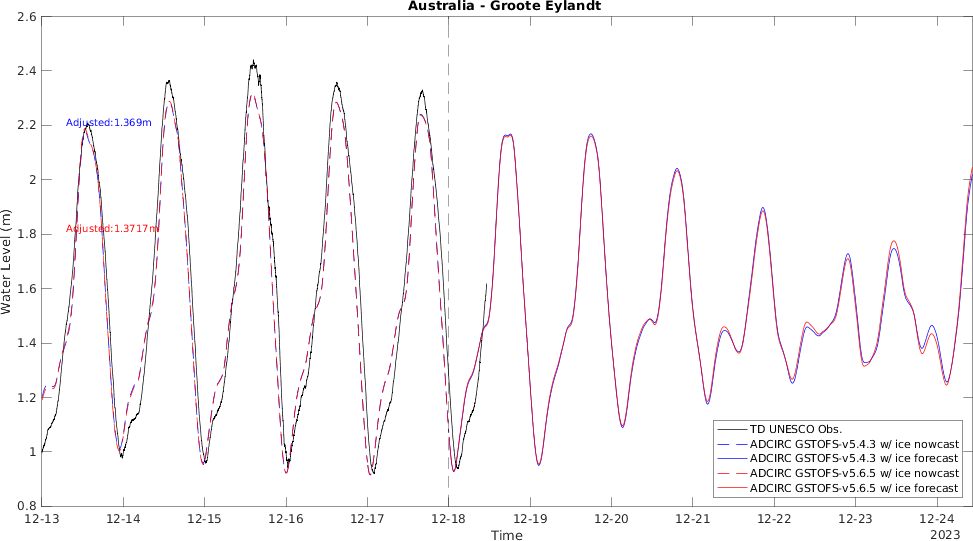 Australia - Groote Eylandt
2.6
2.4
2.2
2
1.8
1.6
1.4
1.2
1
0.8
Water Level (m)
Adjusted:1.369m
Adjusted:1.3717m
TD UNESCO Obs.
ADCIRC GSTOFS-v5.4.3 w/ ice nowcast
ADCIRC GSTOFS-v5.4.3 w/ ice forecast
ADCIRC GSTOFS-v5.6.5 w/ ice nowcast
ADCIRC GSTOFS-v5.6.5 w/ ice forecast
12-13 12-14 12-15 12-16 12-17 12-18 12-19 12-20 12-21 12-22 12-23 12-24
Time
2023